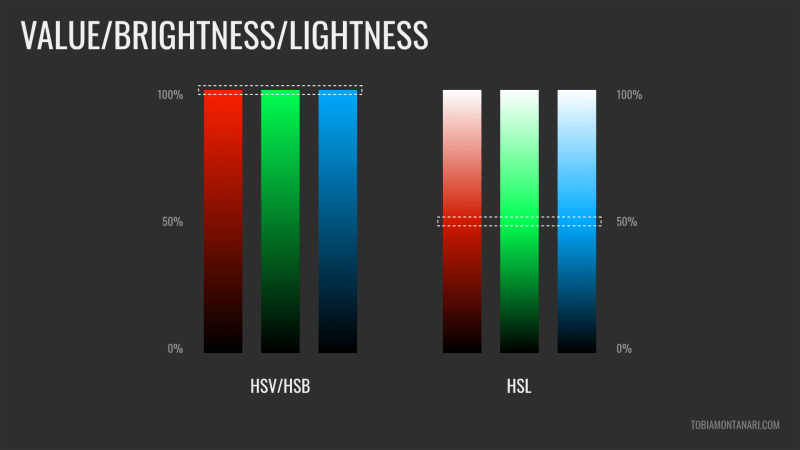 VALUE/BRIGHTNESS/LIGHTNESS
100%
50%
0%
HSV/HSB
100%
50%
0%
HSL
TOBIAMONTANARI.COM